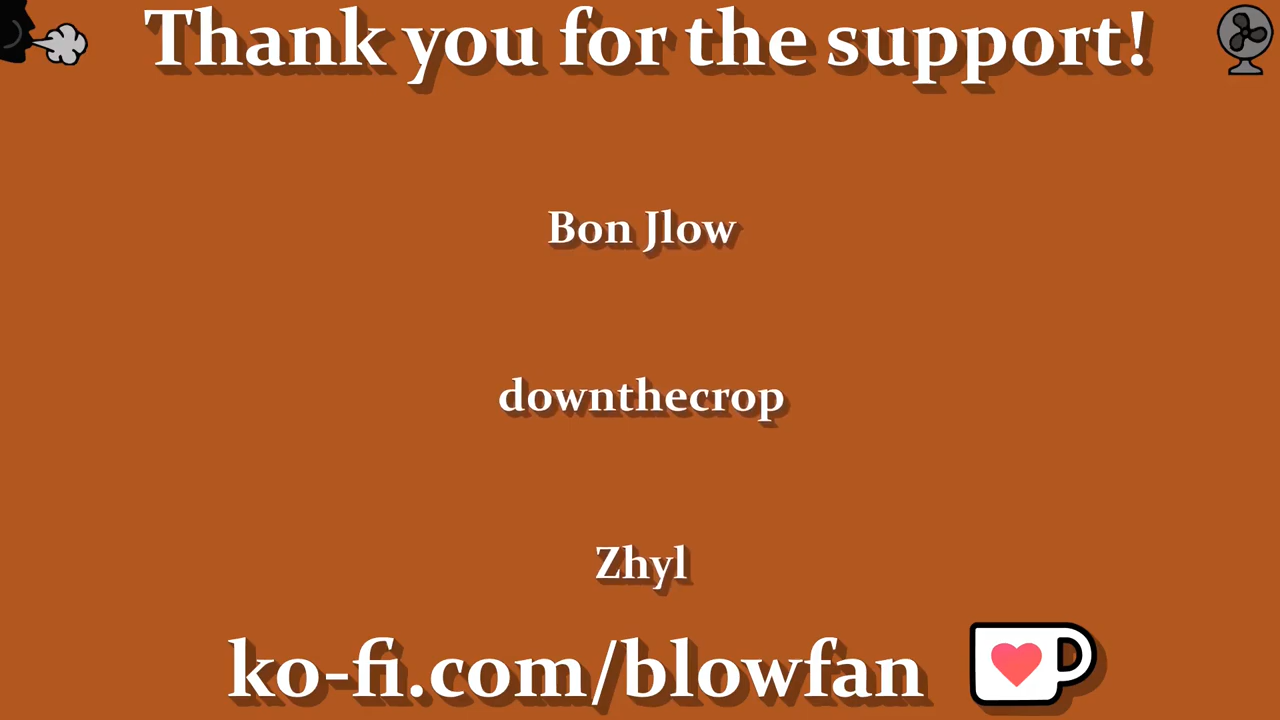 Thank you for the support!
Bon Jlow
downthecrop
Zhyl
ko-fi.com/blowfan